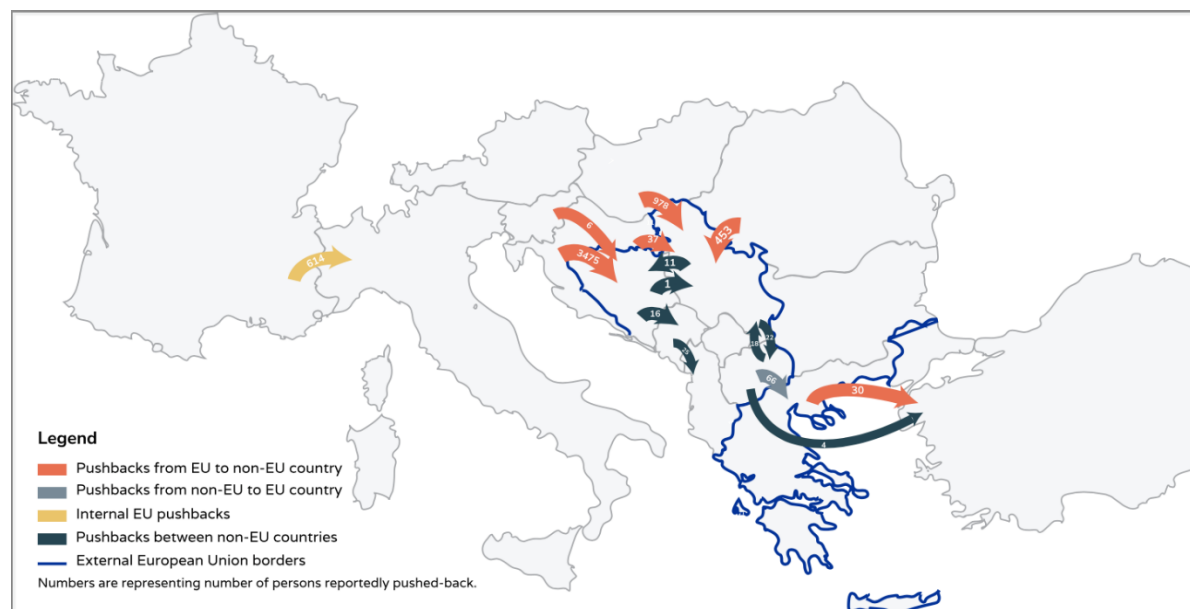 978
6
453
37
3475
11
614
1
16
66
30
4
Legend
Pushbacks from EU to non-EU country
Pushbacks from non-EU to EU country
Internal EU pushbacks
Pushbacks between non-EU countries
External European Union borders
Numbers are representing number of persons reportedly pushed-back.